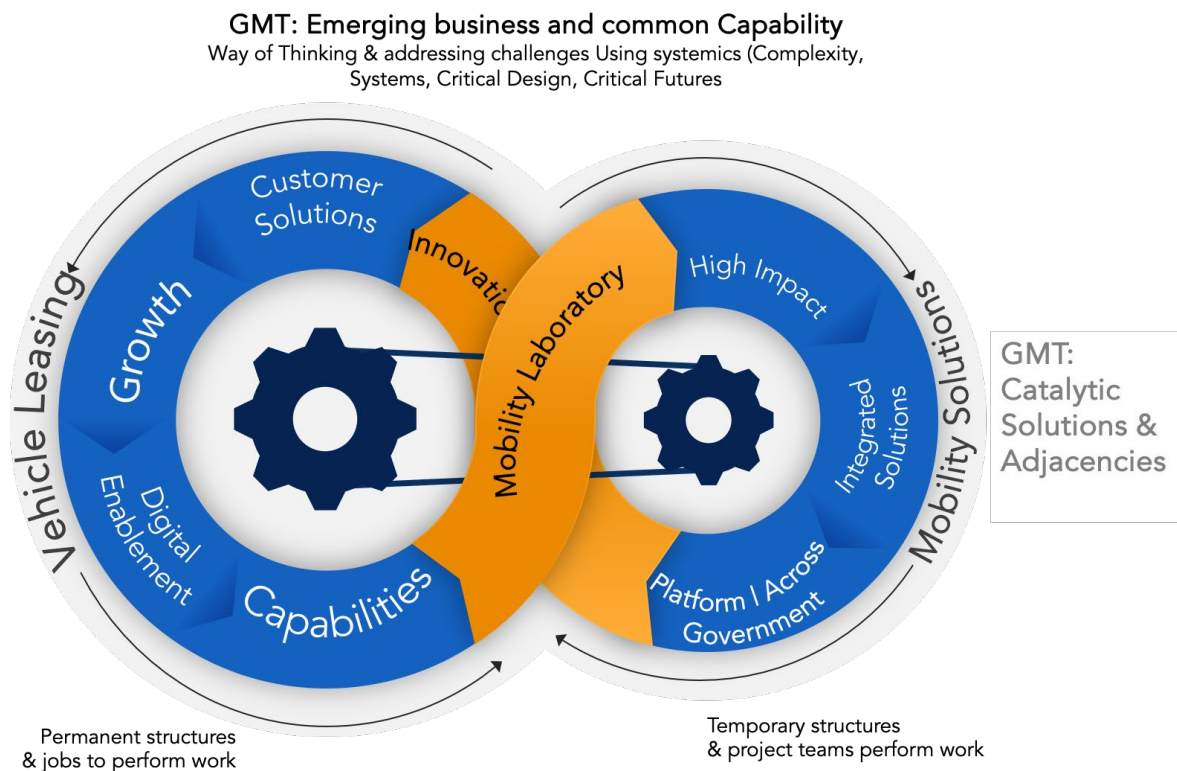 GMT: Emerging business and common Capability
Way of Thinking & addressing challenges Using systemics (Complexity,
Systems, Critical Design, Critical Futures
Vehicle Leasing
Customer
Solutions
Growth
Digital
Enablement
Capabilities
Innovatio
Mobility Laboratory
High Impact
Integrated
Solutions
Platform | Across
Government
Mobility Solutions
GMT:
Catalytic
Solutions &
Adjacencies
Permanent structures
& jobs to perform work
Temporary structures
& project teams perform work